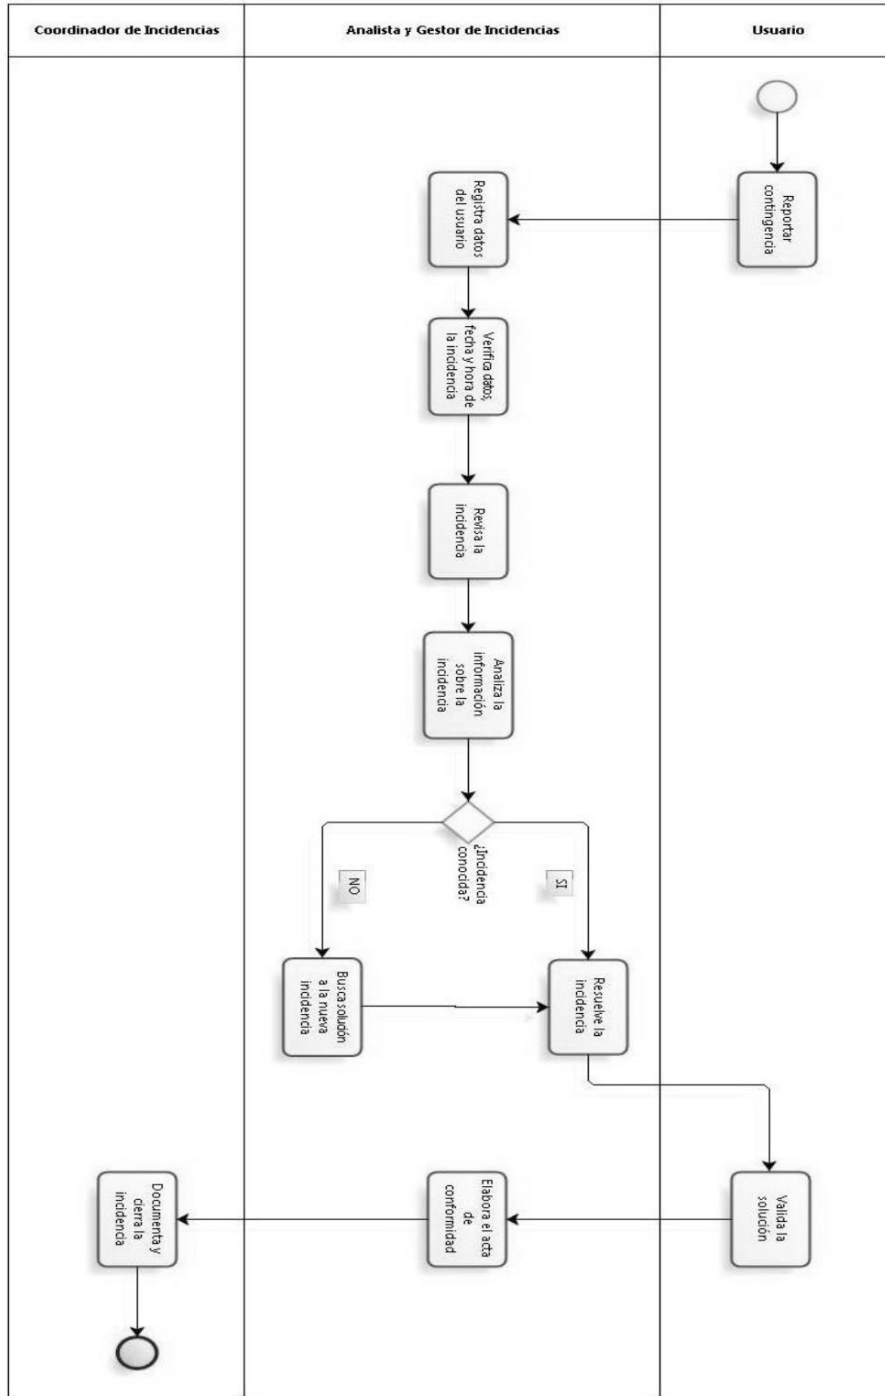 Coordinador de Incidencias
Analista y Gestor de Incidencias
Usuario
Reportar
contingencia
Registra datos
del usuario
Verifica datos,
fecha y hora de
la incidencia
Revisa la
incidencia
Analiza la
información
sobre la
incidencia
¿Incidencia
conocida?
SI
NO
Resuelve la
incidencia
Busca solución
a la nueva
incidencia
Valida la
solución
Elabora el acta
de
conformidad
Documenta y
cierra la
incidencia